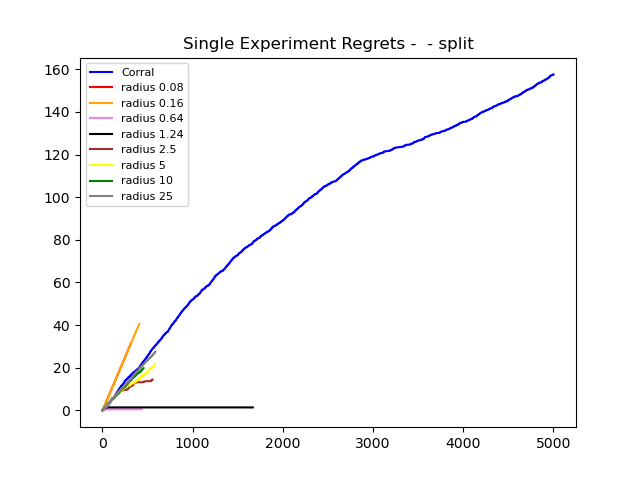 Single Experiment Regrets -  - split
Corral
radius 0.08
radius 0.16
radius 0.64
radius 1.24
radius 2.5
radius 5
radius 10
radius 25
160
140
120
100
80
60
40
20
0
0 1000 2000 3000 4000 5000